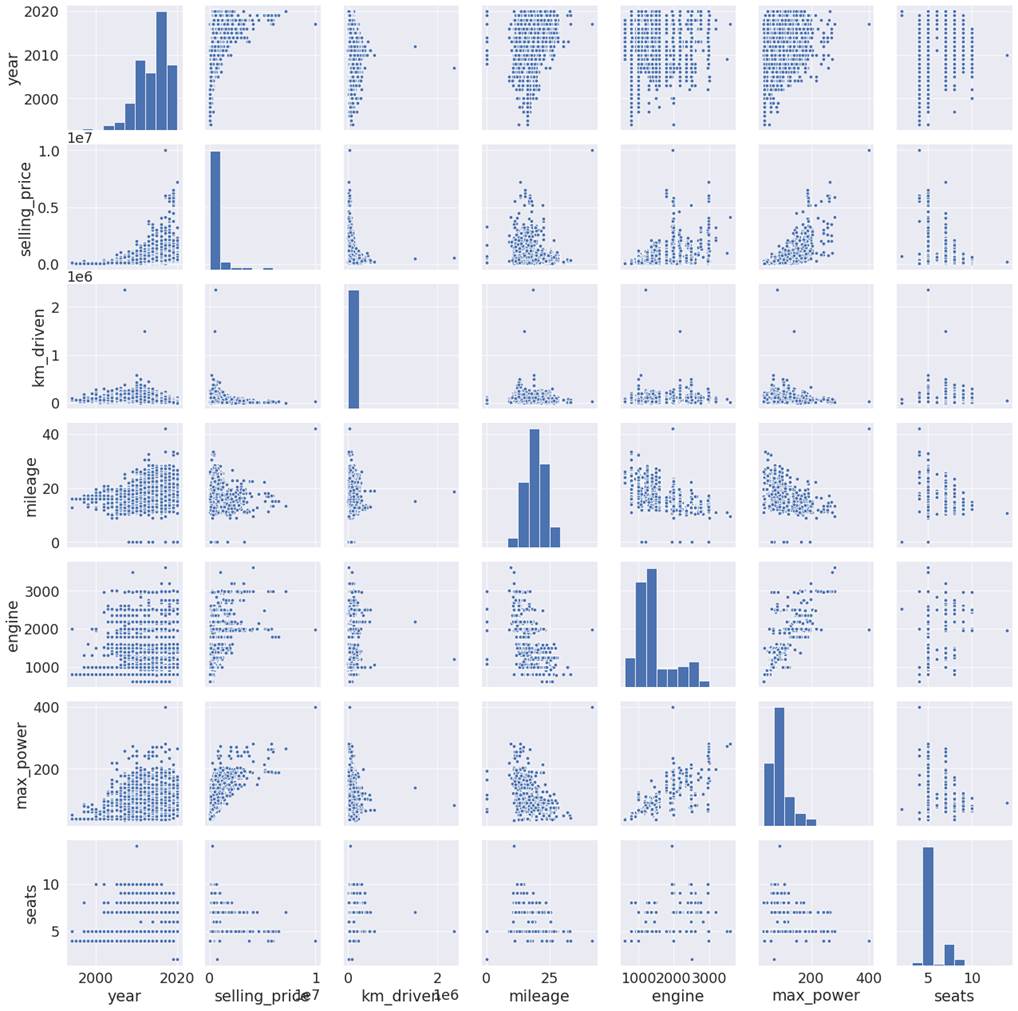 2020
2010
2000
year
1e7
1.0
0.5
0.0
selling_price
1e6
2
1
0
km_driven
40
20
0
mileage
3000
2000
1000
engine
400
200
max_power
10
5
seats
2000 2020 0 1 0 2 0 25 1000 2000 3000 200 400 5 10
1e7 1e6
year selling_price km_driven mileage engine max_power seats